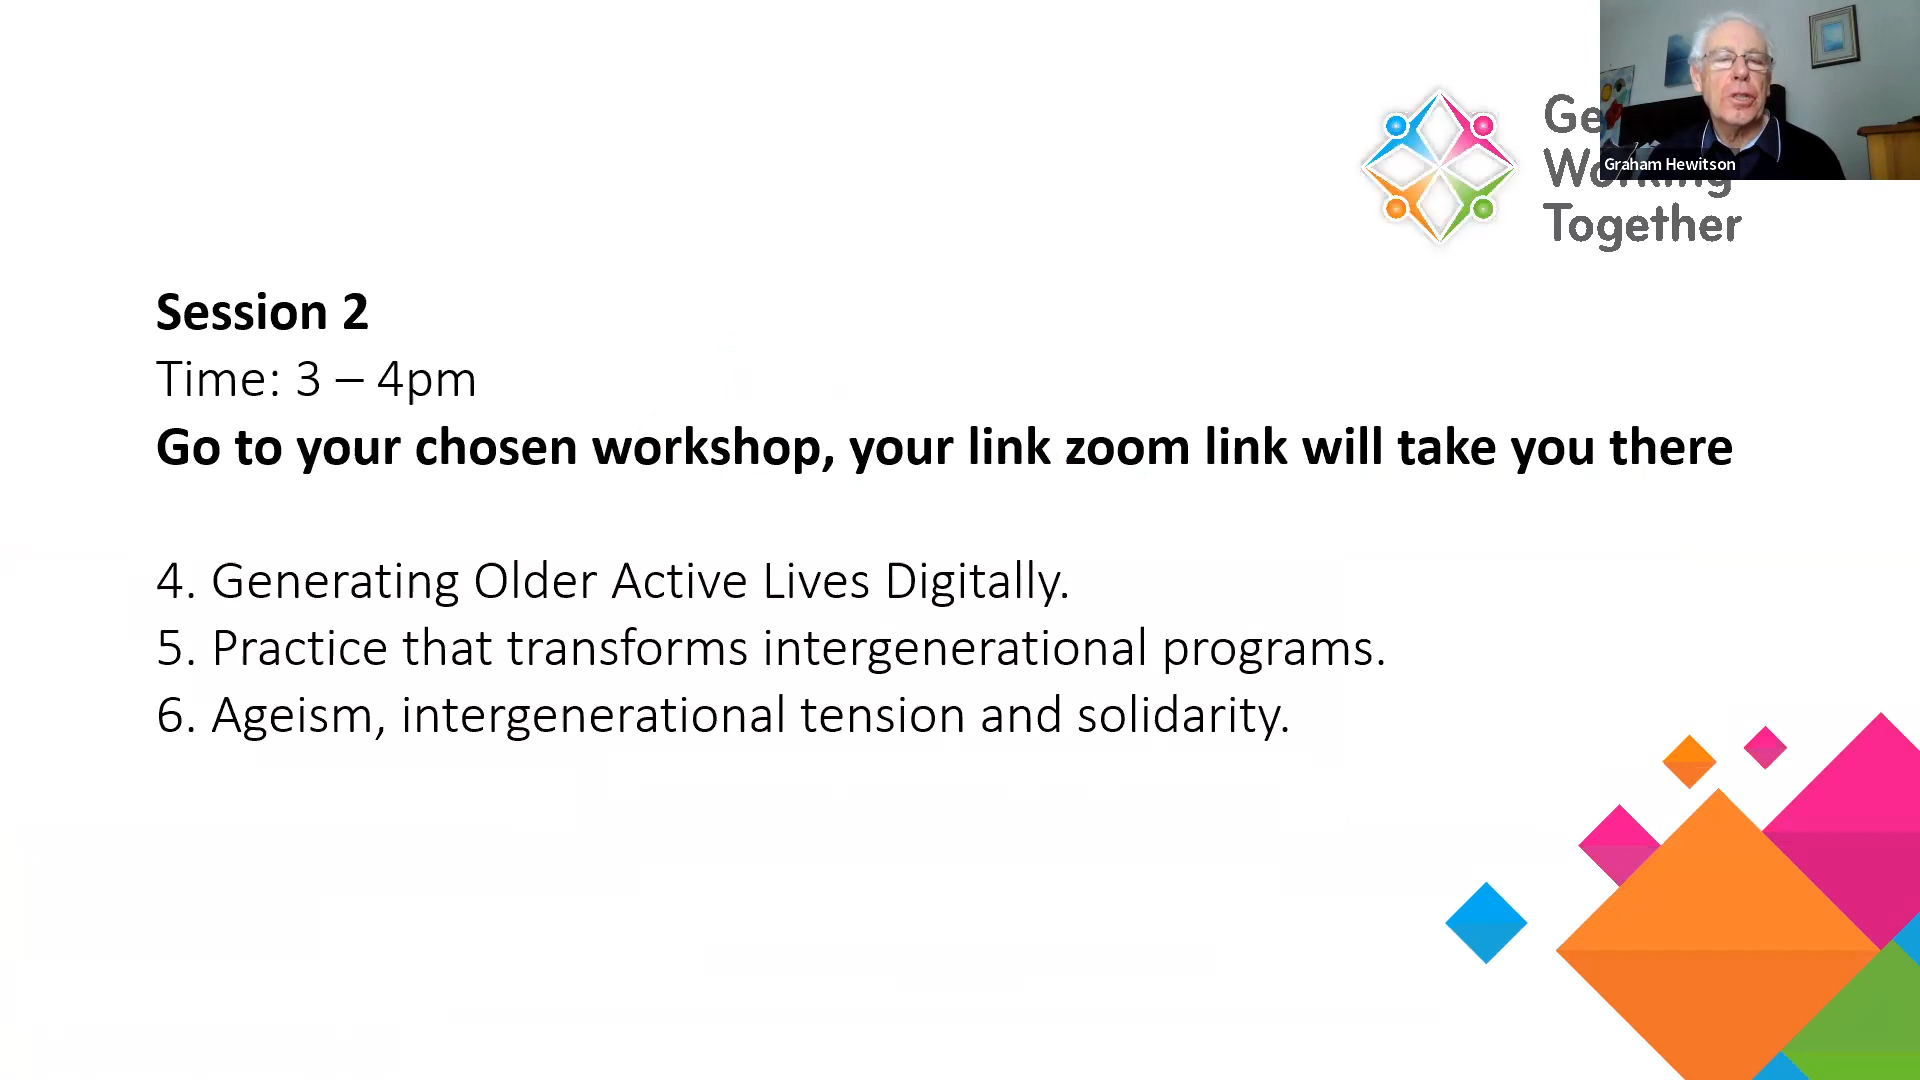 Ge
Working
Together
Graham Hewitson
Session 2
Time: 3 – 4pm
Go to your chosen workshop, your link zoom link will take you there
4. Generating Older Active Lives Digitally.
5. Practice that transforms intergenerational programs.
6. Ageism, intergenerational tension and solidarity.